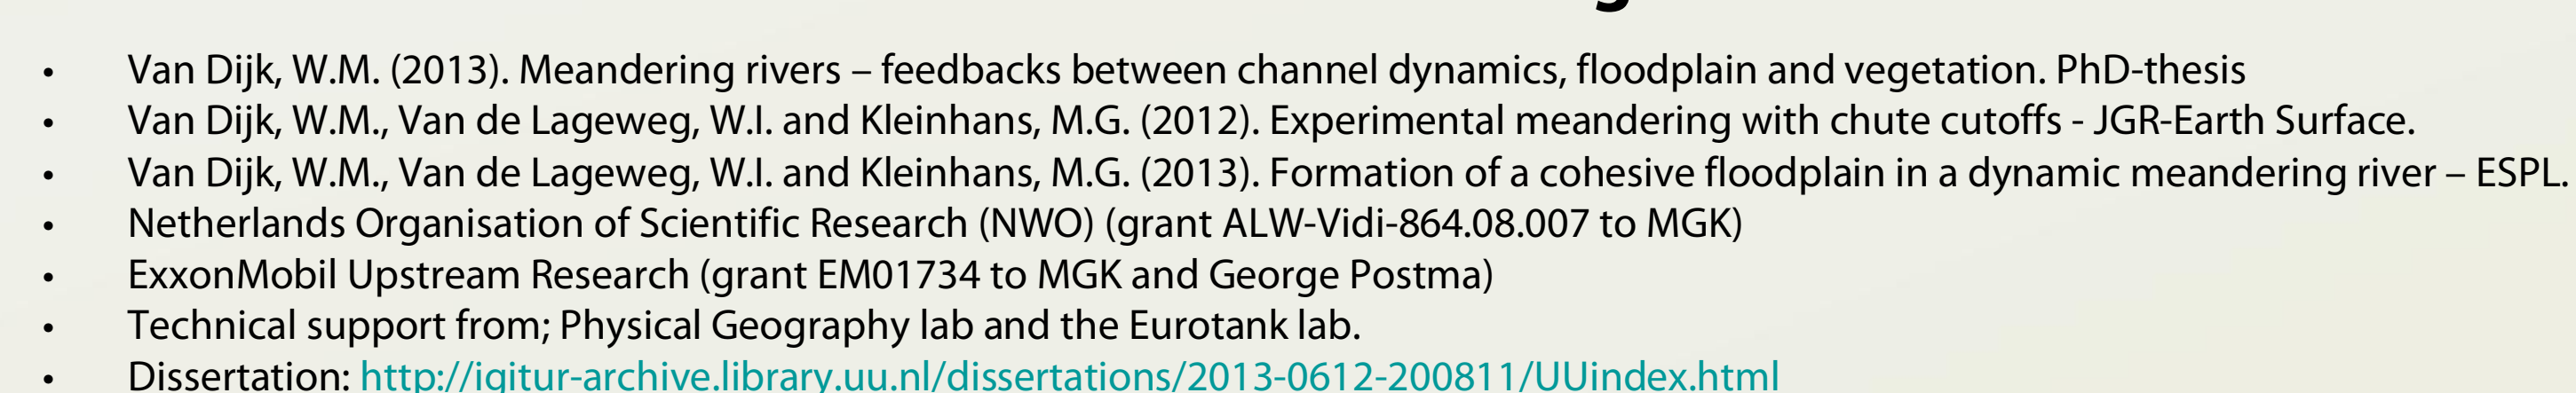 • Van Dijk, W.M. (2013). Meandering rivers – feedbacks between channel dynamics, floodplain and vegetation. PhD-thesis
• Van Dijk, W.M., Van de Lageweg, W.I. and Kleinhans, M.G. (2012). Experimental meandering with chute cutoffs - JGR-Earth Surface.
• Van Dijk, W.M., Van de Lageweg, W.I. and Kleinhans, M.G. (2013). Formation of a cohesive floodplain in a dynamic meandering river – ESPL.
• Netherlands Organisation of Scientific Research (NWO) (grant ALW-Vidi-864.08.007 to MGK)
• ExxonMobil Upstream Research (grant EM01734 to MGK and George Postma)
• Technical support from; Physical Geography lab and the Eurotank lab.
• Dissertation: http://igitur-archive.library.uu.nl/dissertations/2013-0612-200811/UUindex.html